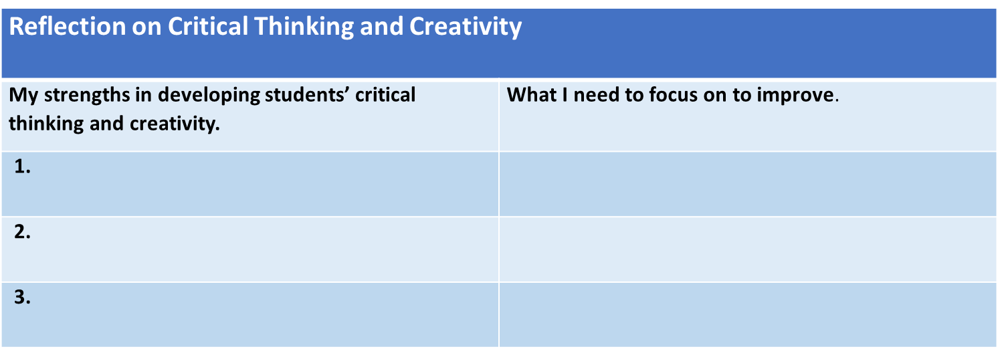 Reflection on Critical Thinking and Creativity
My strengths in developing students’ critical
thinking and creativity.
What I need to focus on to improve.
1.
2.
3.